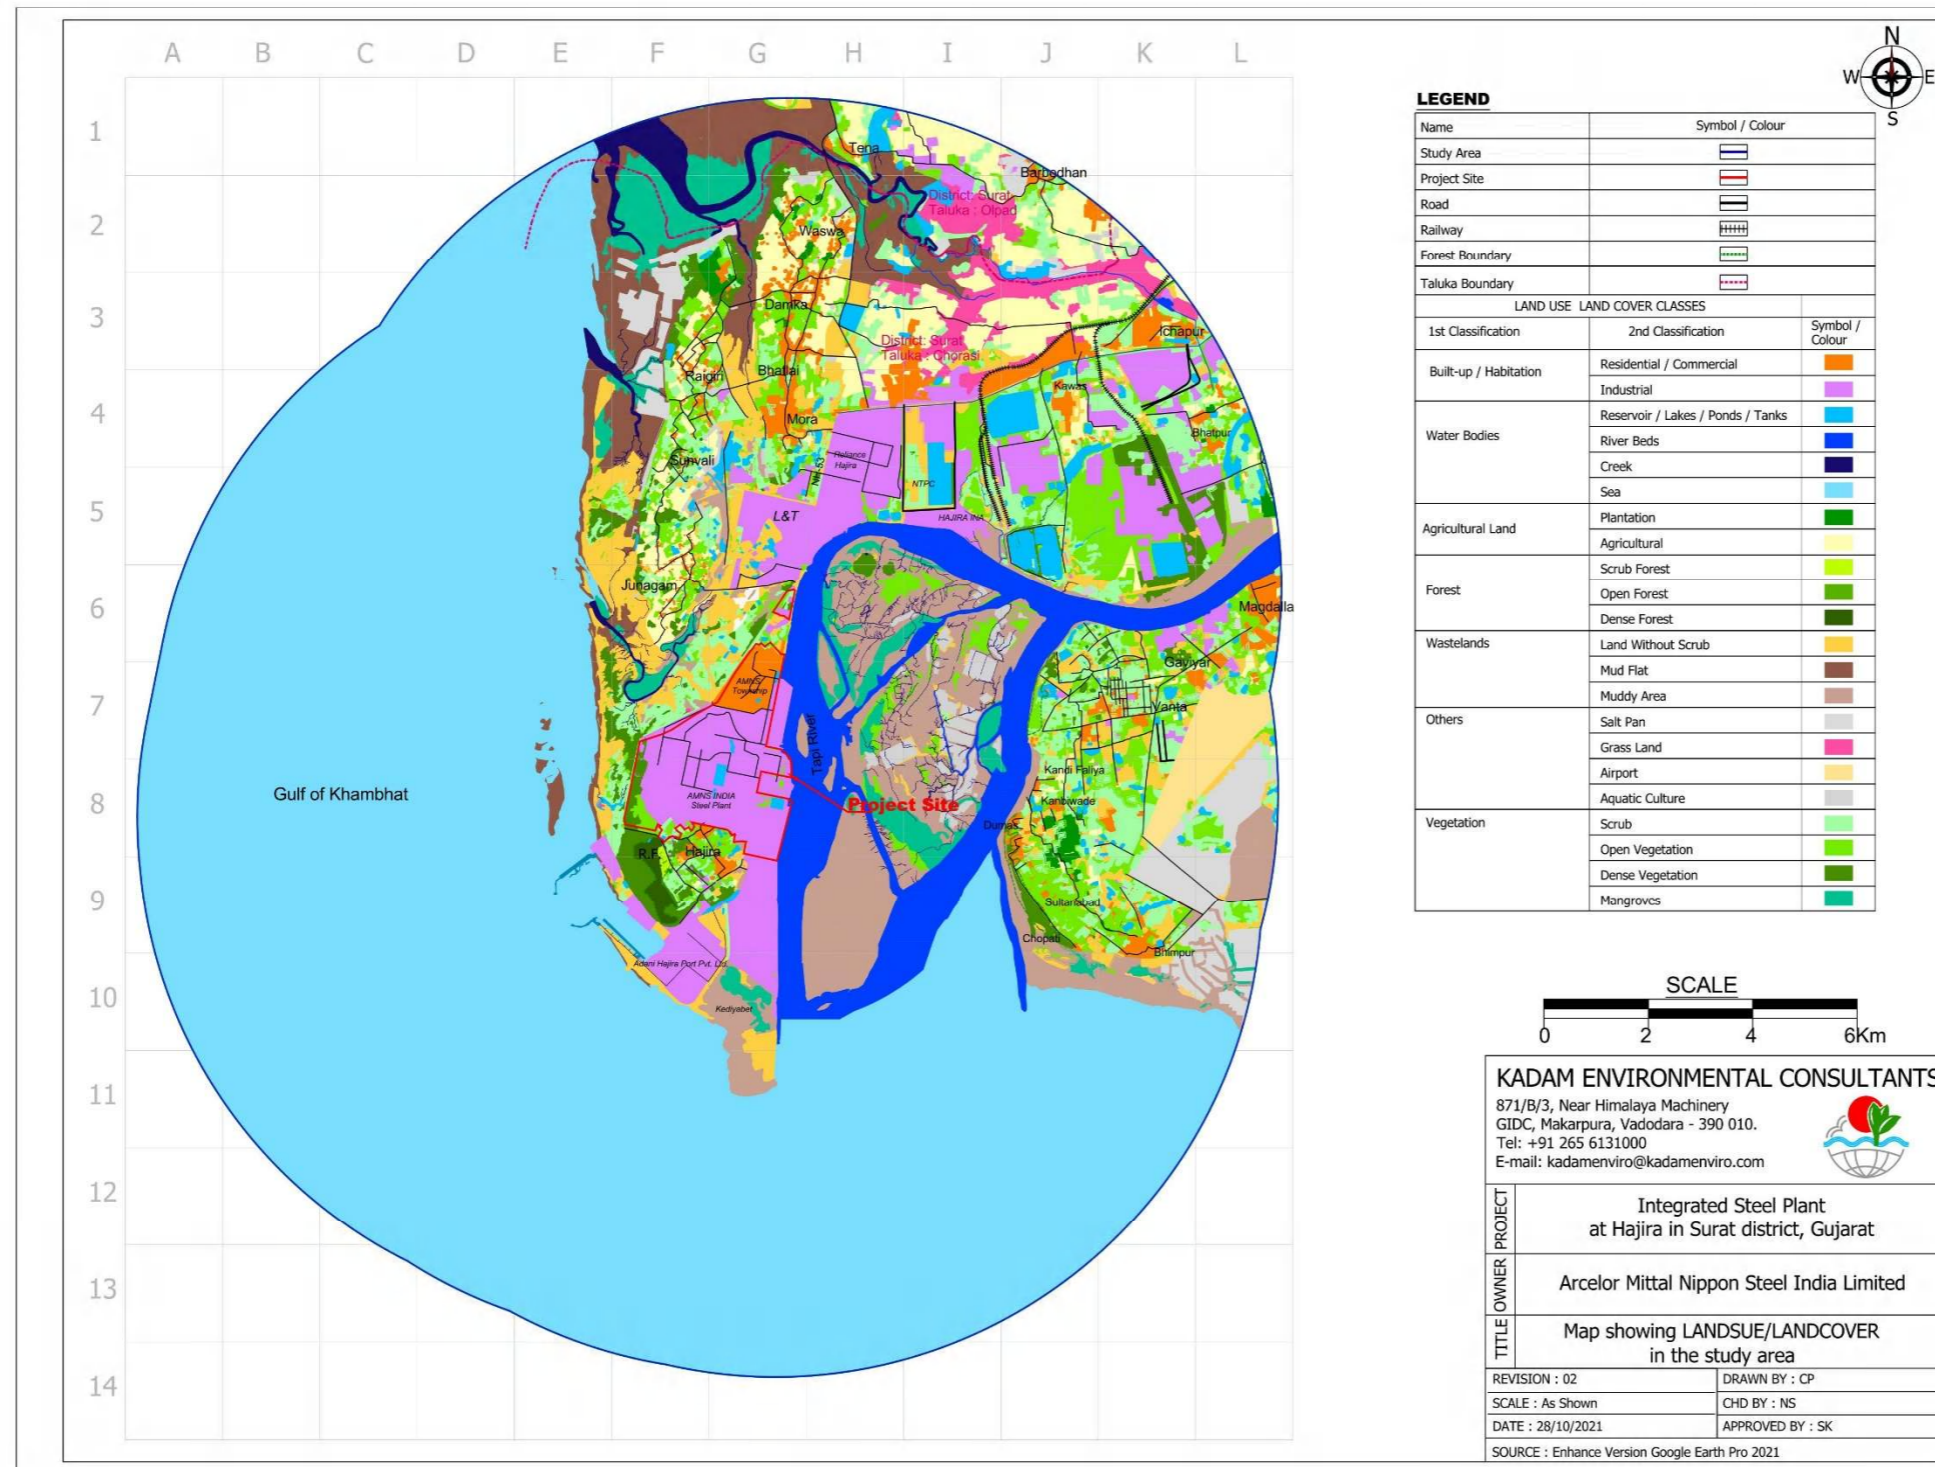 A B C D E F G H I J K L
1
2
3
4
5
6
7
8
9
10
11
12
13
14
Tena
Barbodhan
District: Surat
Taluka : Olpad
Waswa
Damka
Ichapur
District: Surat
Taluka : Chorasi
Rajgiri
Bhatlai
Kawas
Mora
Bhatpur
Reliance
Hajira
Sunvali
NH-53
NTPC
L&T
HAJIRA INA
Junagam
Magdalla
Gaviyar
AMNS
Township
Vanta
Tapi River
Kandi Faliya
Gulf of Khambhat
AMNS INDIA
Steel Plant
Project Site
Kanbiwade
Dumas
R.F.
Hajira
Sultanabad
Chopati
Bhimpur
Adani Hajira Port Pvt. Ltd.
Kediyabet
N
W E
S
LEGEND
Name Symbol / Colour
Study Area
Project Site
Road
Railway
Forest Boundary
Taluka Boundary
LAND USE LAND COVER CLASSES
1st Classification 2nd Classification Symbol /
Colour
Built-up / Habitation Residential / Commercial
Industrial
Water Bodies Reservoir / Lakes / Ponds / Tanks
River Beds
Creek
Sea
Agricultural Land Plantation
Agricultural
Forest Scrub Forest
Open Forest
Dense Forest
Wastelands Land Without Scrub
Mud Flat
Muddy Area
Others Salt Pan
Grass Land
Airport
Aquatic Culture
Vegetation Scrub
Open Vegetation
Dense Vegetation
Mangroves
SCALE
0 2 4 6Km
KADAM ENVIRONMENTAL CONSULTANTS
871/B/3, Near Himalaya Machinery
GIDC, Makarpura, Vadodara - 390 010.
Tel: +91 265 6131000
E-mail: kadamenviro@kadamenviro.com
PROJECT
Integrated Steel Plant
at Hajira in Surat district, Gujarat
OWNER
Arcelor Mittal Nippon Steel India Limited
TITLE
Map showing LANDSUE/LANDCOVER
in the study area
REVISION : 02 DRAWN BY : CP
SCALE : As Shown CHD BY : NS
DATE : 28/10/2021 APPROVED BY : SK
SOURCE : Enhance Version Google Earth Pro 2021